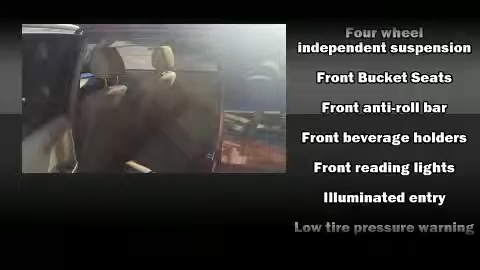 Four wheel
independent suspension
Front Bucket Seats
Front anti-roll bar
Front beverage holders
Front reading lights
Illuminated entry
Low tire pressure warning